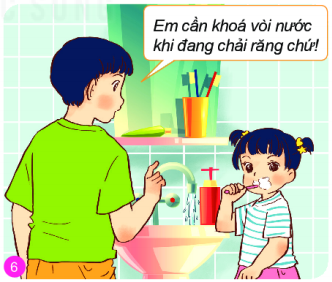 Em cần khoá vòi nước
khi đang chải răng chứ!
6